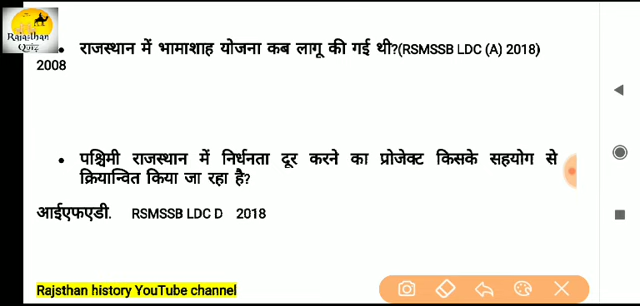 Rajasthan
Quiz
• राजस्थान में भामाशाह योजना कब लागू की गई थी?(RSMSSB LDC (A) 2018)
2008
• पश्चिमी राजस्थान में निर्धनता दूर करने का प्रोजेक्ट किसके सहयोग से
क्रियान्वित किया जा रहा है?
आईएफएडी. RSMSSB LDC D 2018
Rajsthan history YouTube channel